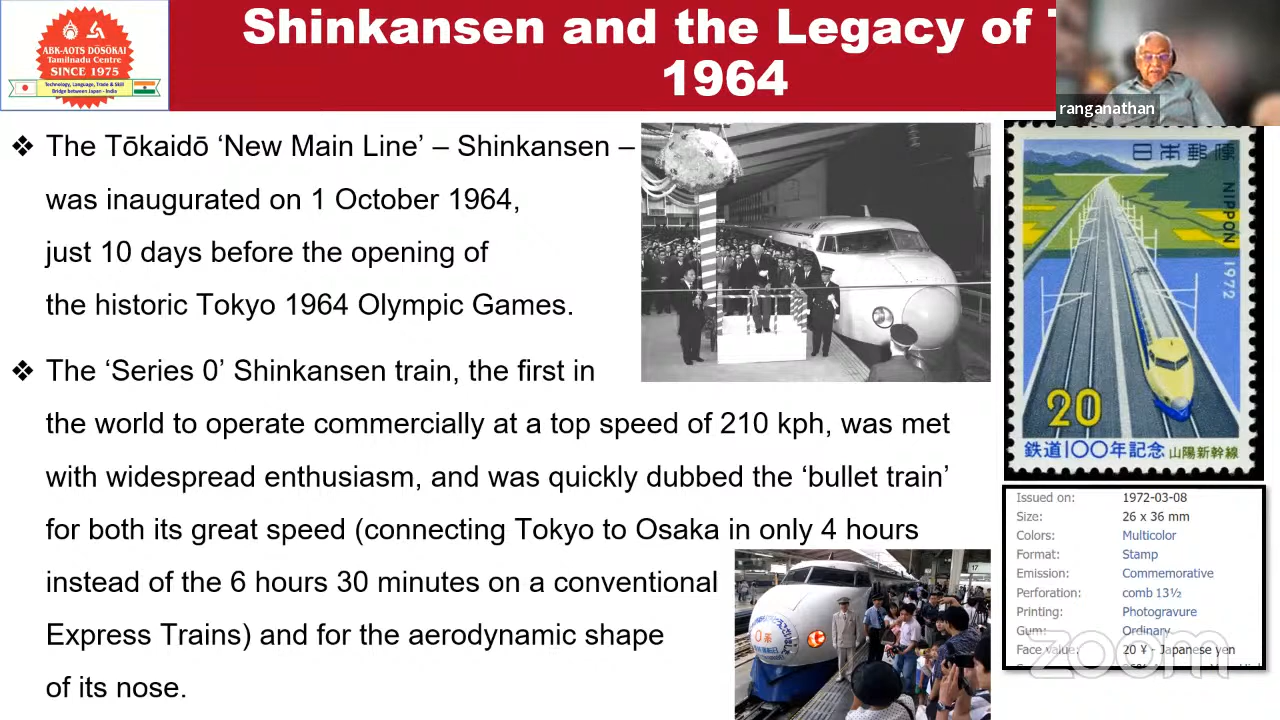 ABK-AOTS DŌSŌKAI
Tamilnadu Centre
SINCE 1975
Technology, Language, Trade & Skill
Bridge between Japan - India
Shinkansen and the Legacy of
1964
ranganathan
❖ The Tōkaidō ‘New Main Line’ – Shinkansen –
was inaugurated on 1 October 1964,
just 10 days before the opening of
the historic Tokyo 1964 Olympic Games.
❖ The ‘Series 0’ Shinkansen train, the first in
the world to operate commercially at a top speed of 210 kph, was met
with widespread enthusiasm, and was quickly dubbed the ‘bullet train’
for both its great speed (connecting Tokyo to Osaka in only 4 hours
instead of the 6 hours 30 minutes on a conventional
Express Trains) and for the aerodynamic shape
of its nose.
日本郵便
NIPPON 1972
20
鉄道100年記念 山陽新幹線
Issued on: 1972-03-08
Size: 26 x 36 mm
Colors: Multicolor
Format: Stamp
Emission: Commemorative
Perforation: comb 13½
Printing: Photogravure
Gum: Ordinary
Face value: 20 ¥ - Japanese yen
zoom
17
0系